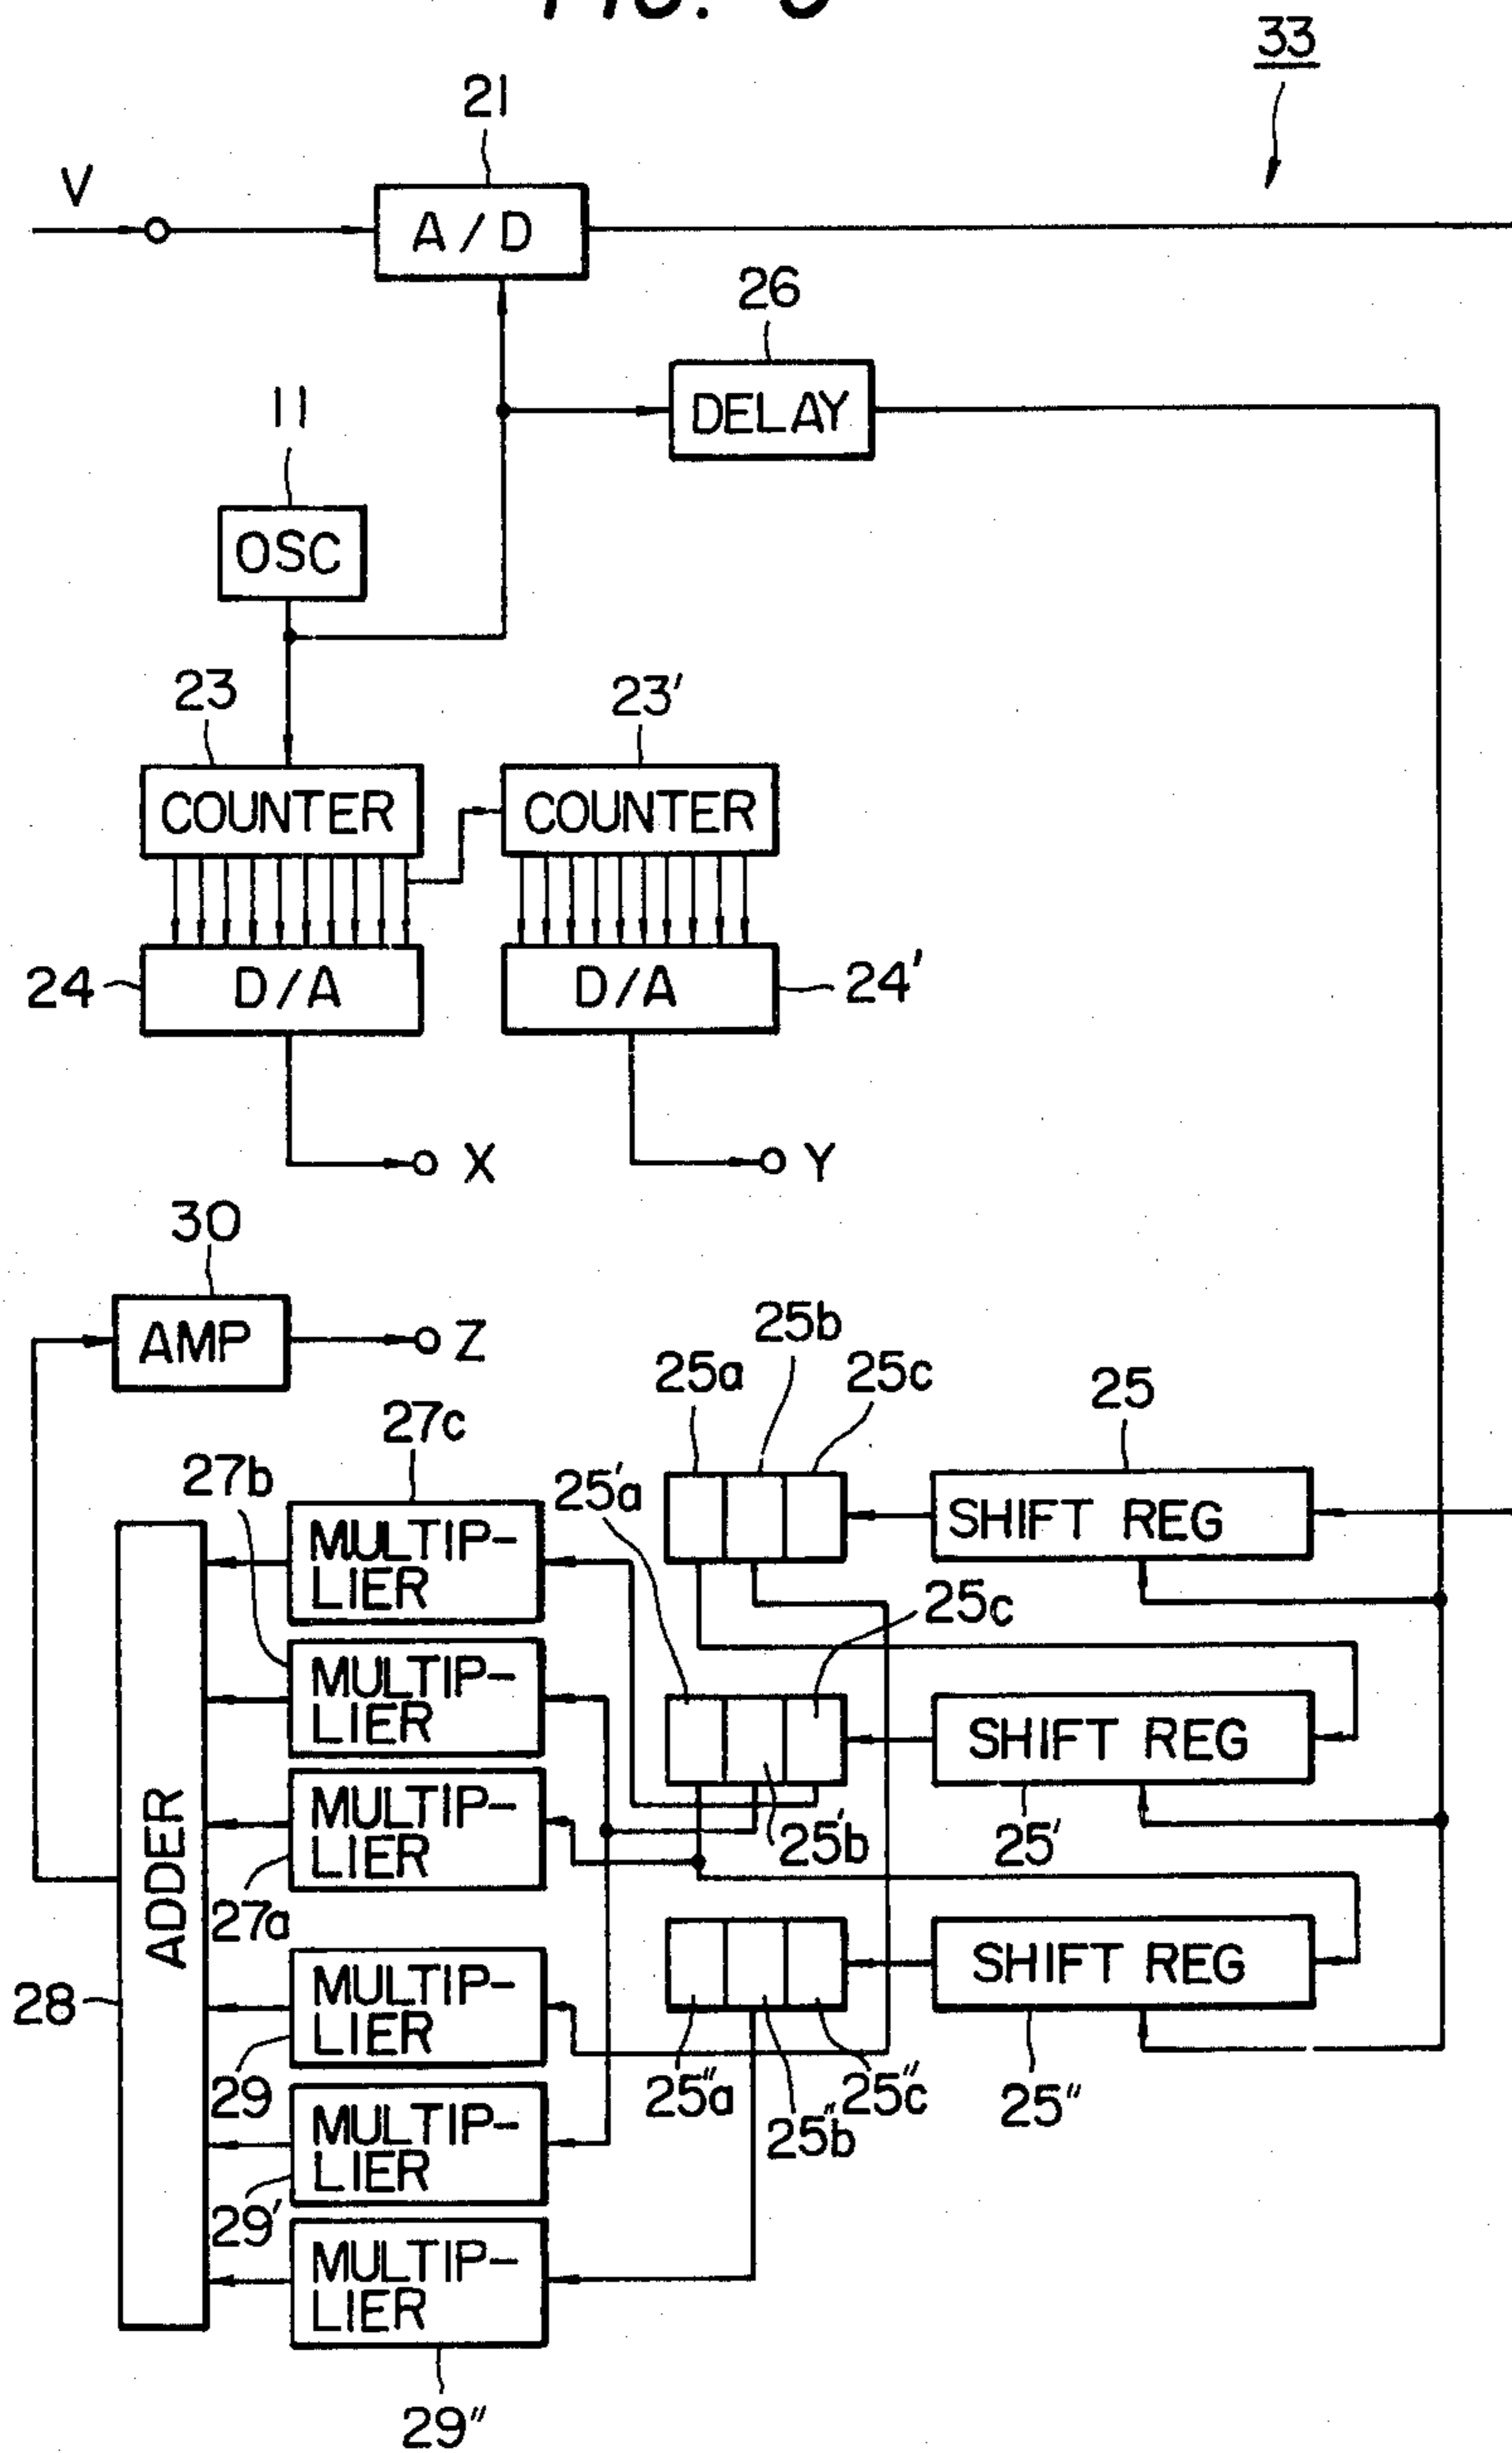 33
21
V
A/D
26
DELAY
11
OSC
23
23'
COUNTER
COUNTER
24
D/A
D/A
24'
X
Y
30
AMP
Z
25b
25a
25c
25
27c
27b
25'a
MULTIP-
LIER
SHIFT REG
25c
MULTIP-
LIER
SHIFT REG
MULTIP-
LIER
25'b
25'
27a
ADDER
28
MULTIP-
LIER
SHIFT REG
29
25"a
25"b
25"c
25"
MULTIP-
LIER
29'
MULTIP-
LIER
29"